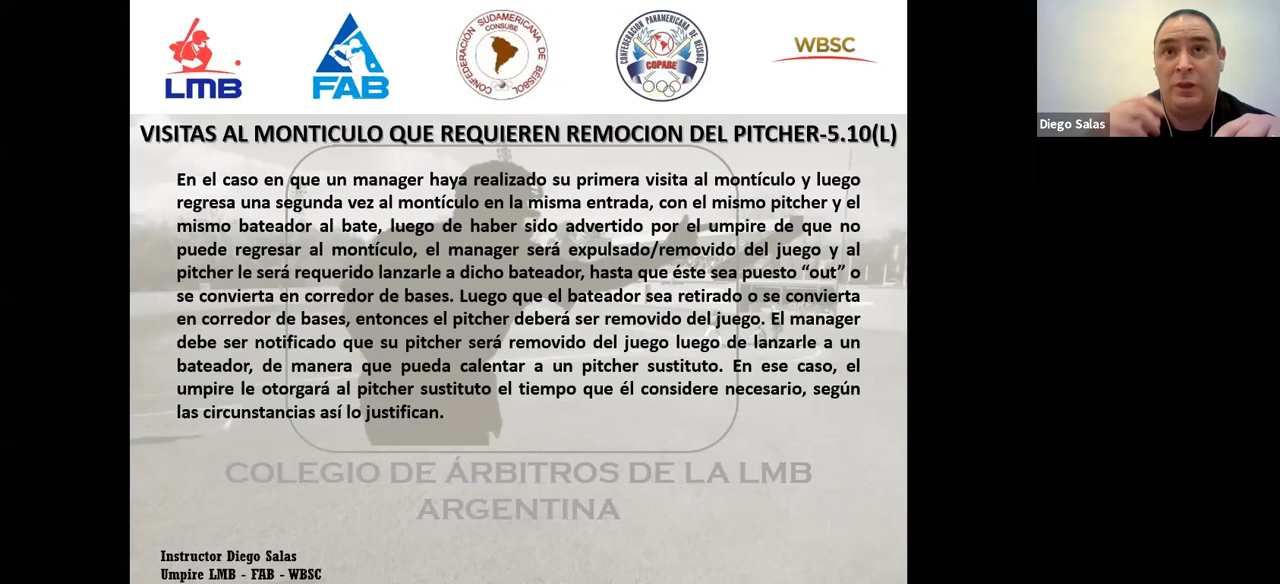 LMB
FAB
CONFEDERACIÓN SUDAMERICANA DE BEISBOL
CONSUBE
CONFEDERACION PANAMERICANA DE BEISBOL
COPABE
WBSC
Diego Salas
VISITAS AL MONTICULO QUE REQUIEREN REMOCION DEL PITCHER-5.10(L)
En el caso en que un manager haya realizado su primera visita al montículo y luego
regresa una segunda vez al montículo en la misma entrada, con el mismo pitcher y el
mismo bateador al bate, luego de haber sido advertido por el umpire de que no
puede regresar al montículo, el manager será expulsado/removido del juego y al
pitcher le será requerido lanzarle a dicho bateador, hasta que éste sea puesto “out” o
se convierta en corredor de bases. Luego que el bateador sea retirado o se convierta
en corredor de bases, entonces el pitcher deberá ser removido del juego. El manager
debe ser notificado que su pitcher será removido del juego luego de lanzarle a un
bateador, de manera que pueda calentar a un pitcher sustituto. En ese caso, el
umpire le otorgará al pitcher sustituto el tiempo que él considere necesario, según
las circunstancias así lo justifican.
COLEGIO DE ÁRBITROS DE LA LMB
ARGENTINA
Instructor Diego Salas
Umpire LMB - FAB - WBSC